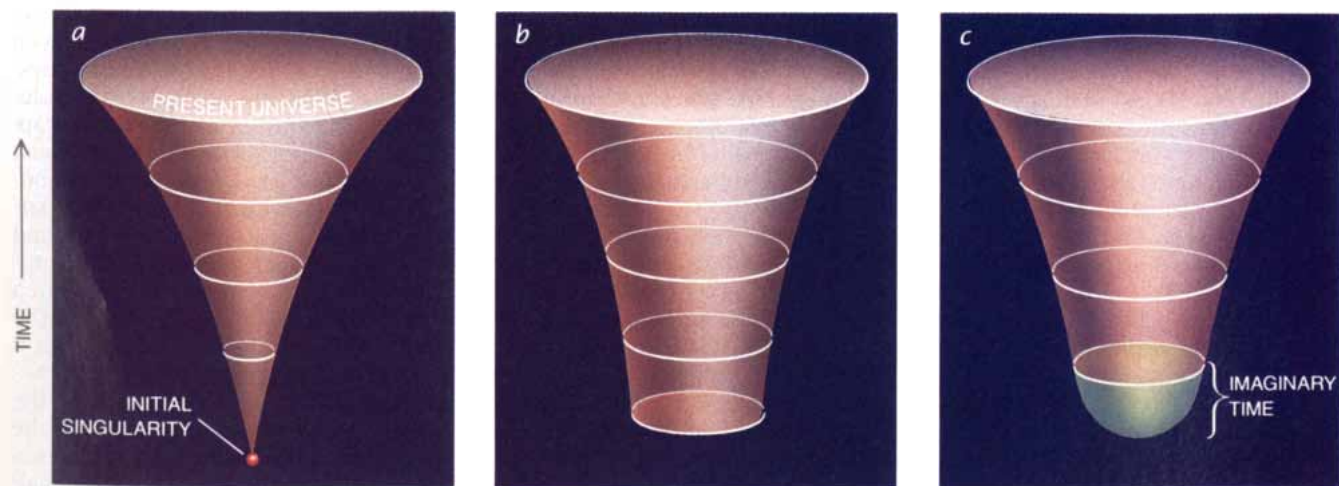 a
PRESENT UNIVERSE
TIME
INITIAL
SINGULARITY
b
c
IMAGINARY
TIME